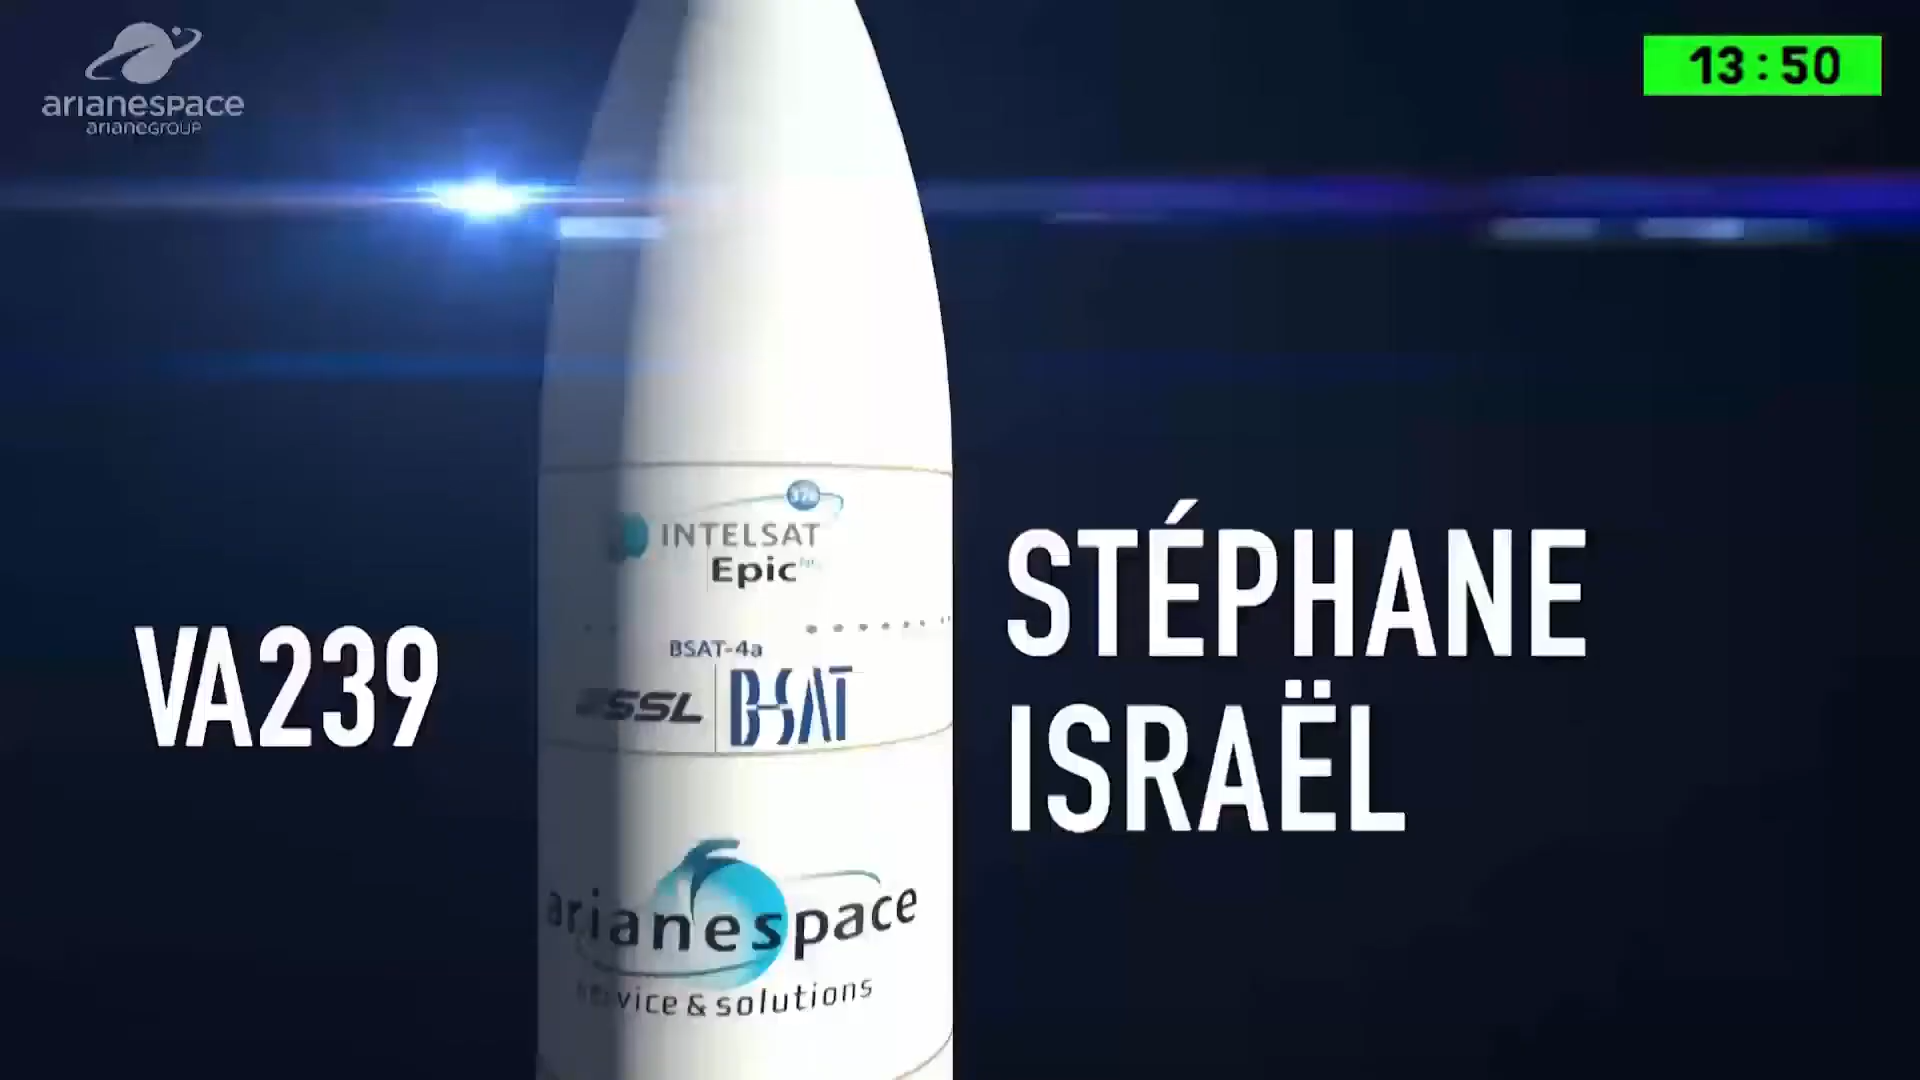 arianespace
arianeGROUP
13:50
INTELSAT
Epic
BSAT-4a
SSL
B-SAT
VA239
STÉPHANE
ISRAËL
arianespace
service & solutions